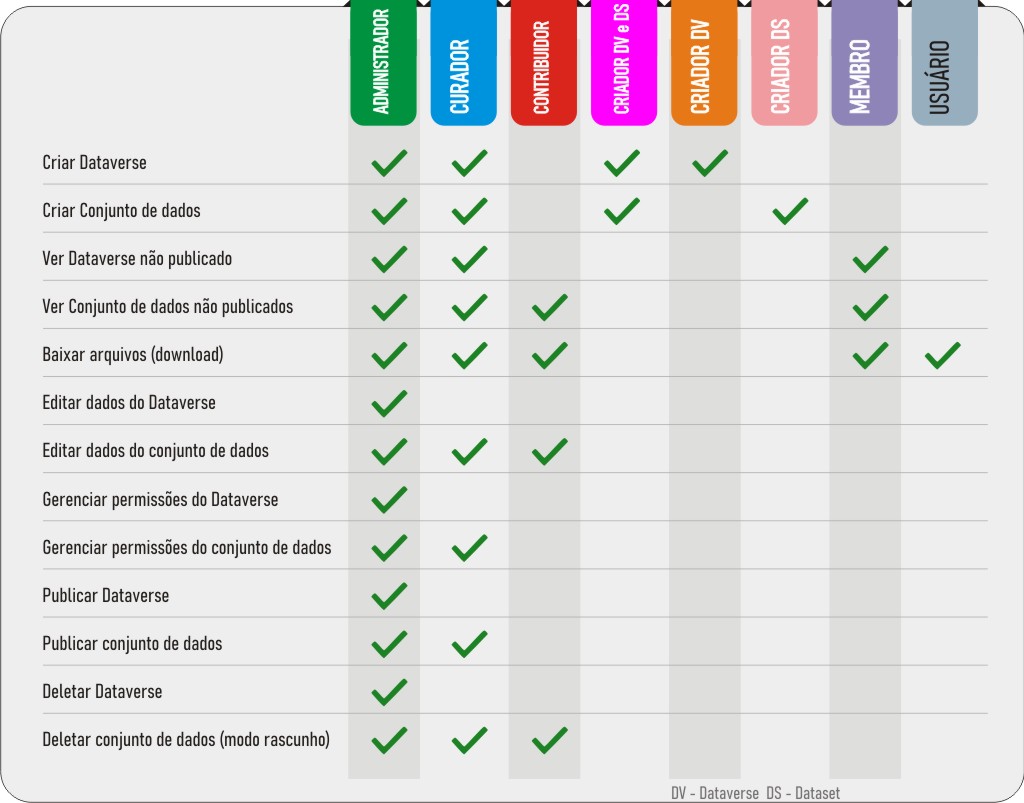 ADMINISTRADOR
CURADOR
CONTRIBUIDOR
CRIADOR DV e DS
CRIADOR DV
CRIADOR DS
MEMBRO
USUÁRIO
Criar Dataverse
Criar Conjunto de dados
Ver Dataverse não publicado
Ver Conjunto de dados não publicados
Baixar arquivos (download)
Editar dados do Dataverse
Editar dados do conjunto de dados
Gerenciar permissões do Dataverse
Gerenciar permissões do conjunto de dados
Publicar Dataverse
Publicar conjunto de dados
Deletar Dataverse
Deletar conjunto de dados (modo rascunho)
DV - Dataverse DS - Dataset